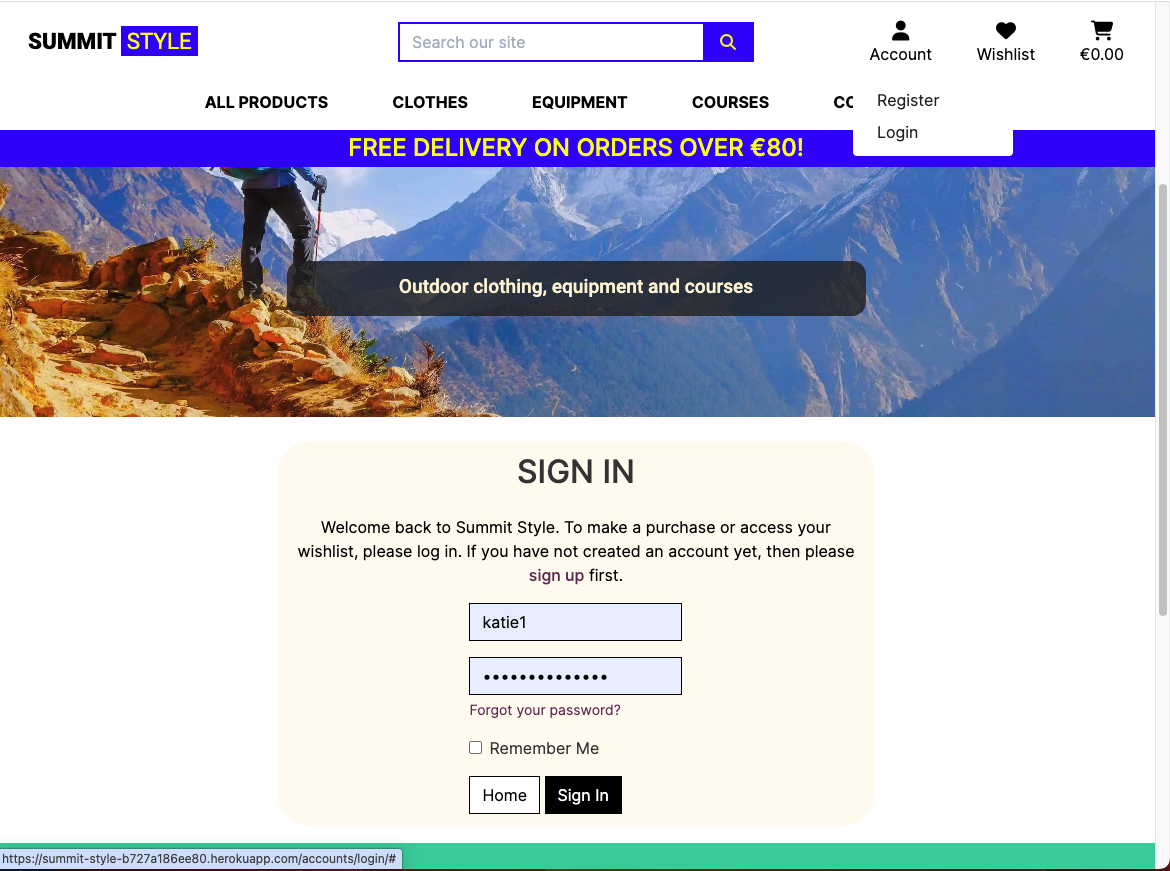 SUMMIT STYLE
Search our site
Account
Wishlist
€0.00
ALL PRODUCTS
CLOTHES
EQUIPMENT
COURSES
Register
Login
FREE DELIVERY ON ORDERS OVER €80!
Outdoor clothing, equipment and courses
SIGN IN
Welcome back to Summit Style. To make a purchase or access your
wishlist, please log in. If you have not created an account yet, then please
sign up first.
katie1
••••••••••••••
Forgot your password?
Remember Me
Home
Sign In
https://summit-style-b727a186ee80.herokuapp.com/accounts/login/#